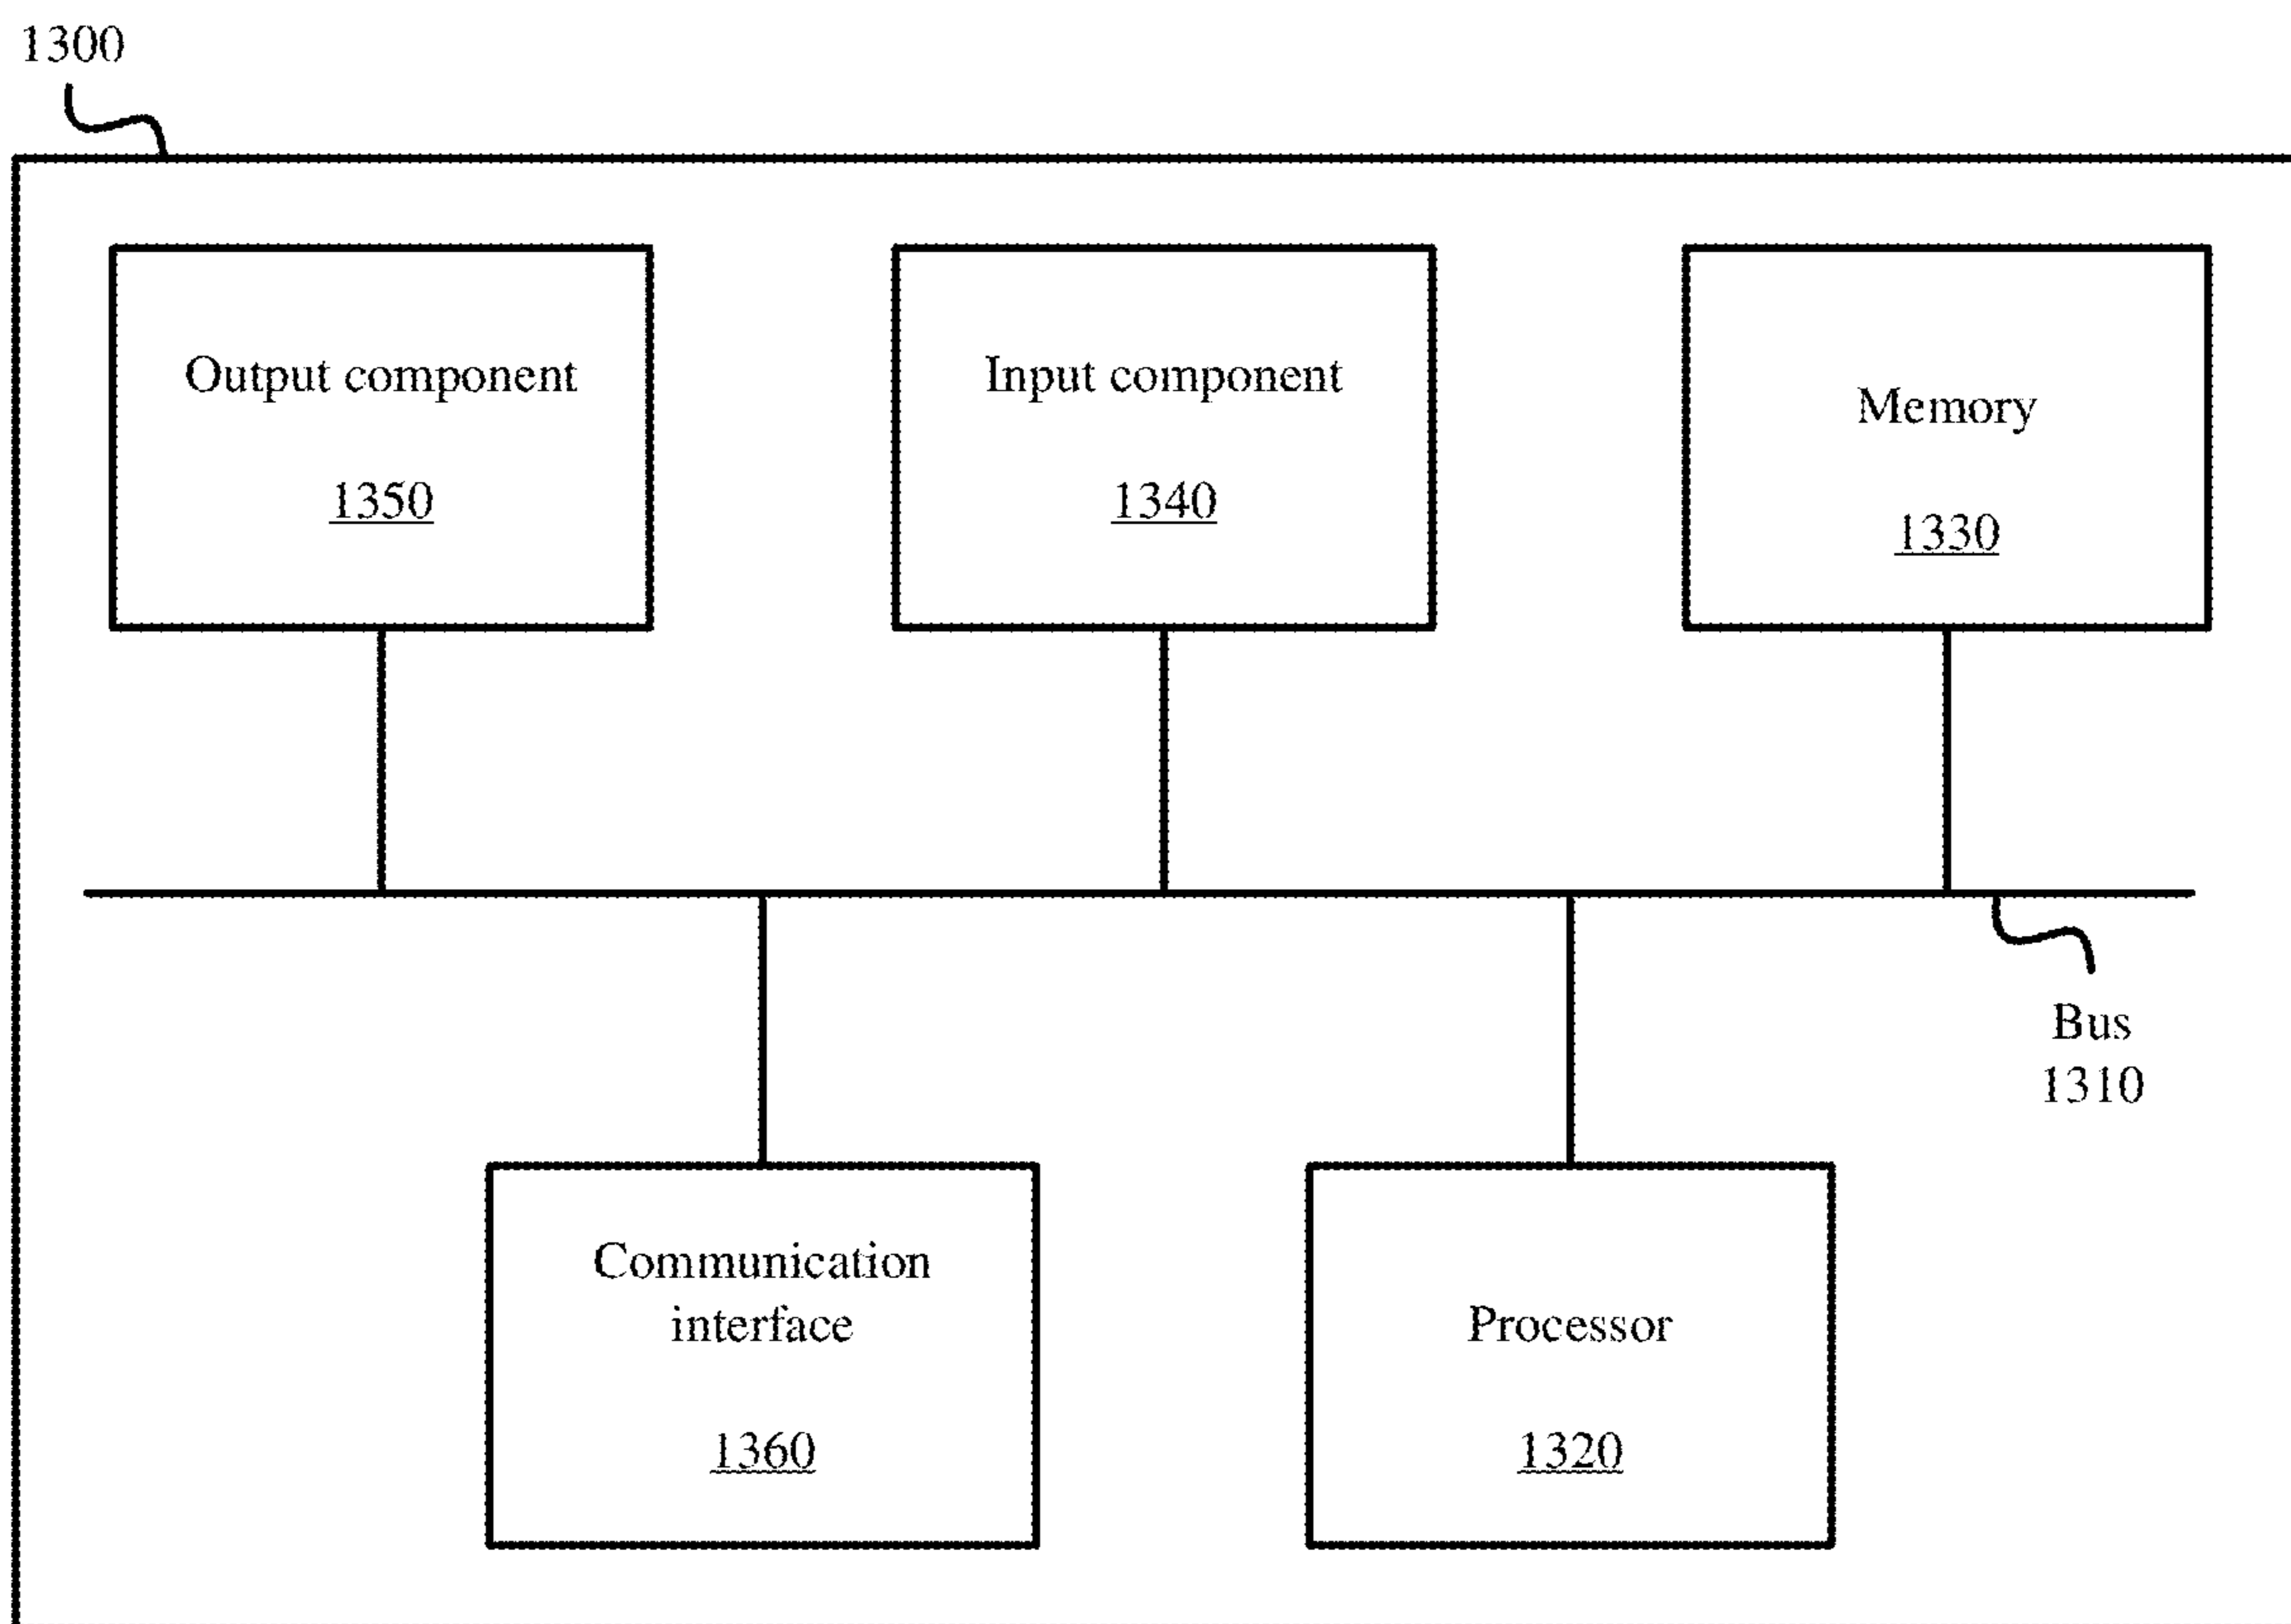 1300
Output component
1350
Input component
1340
Memory
1330
Bus
1310
Communication
interface
1360
Processor
1320